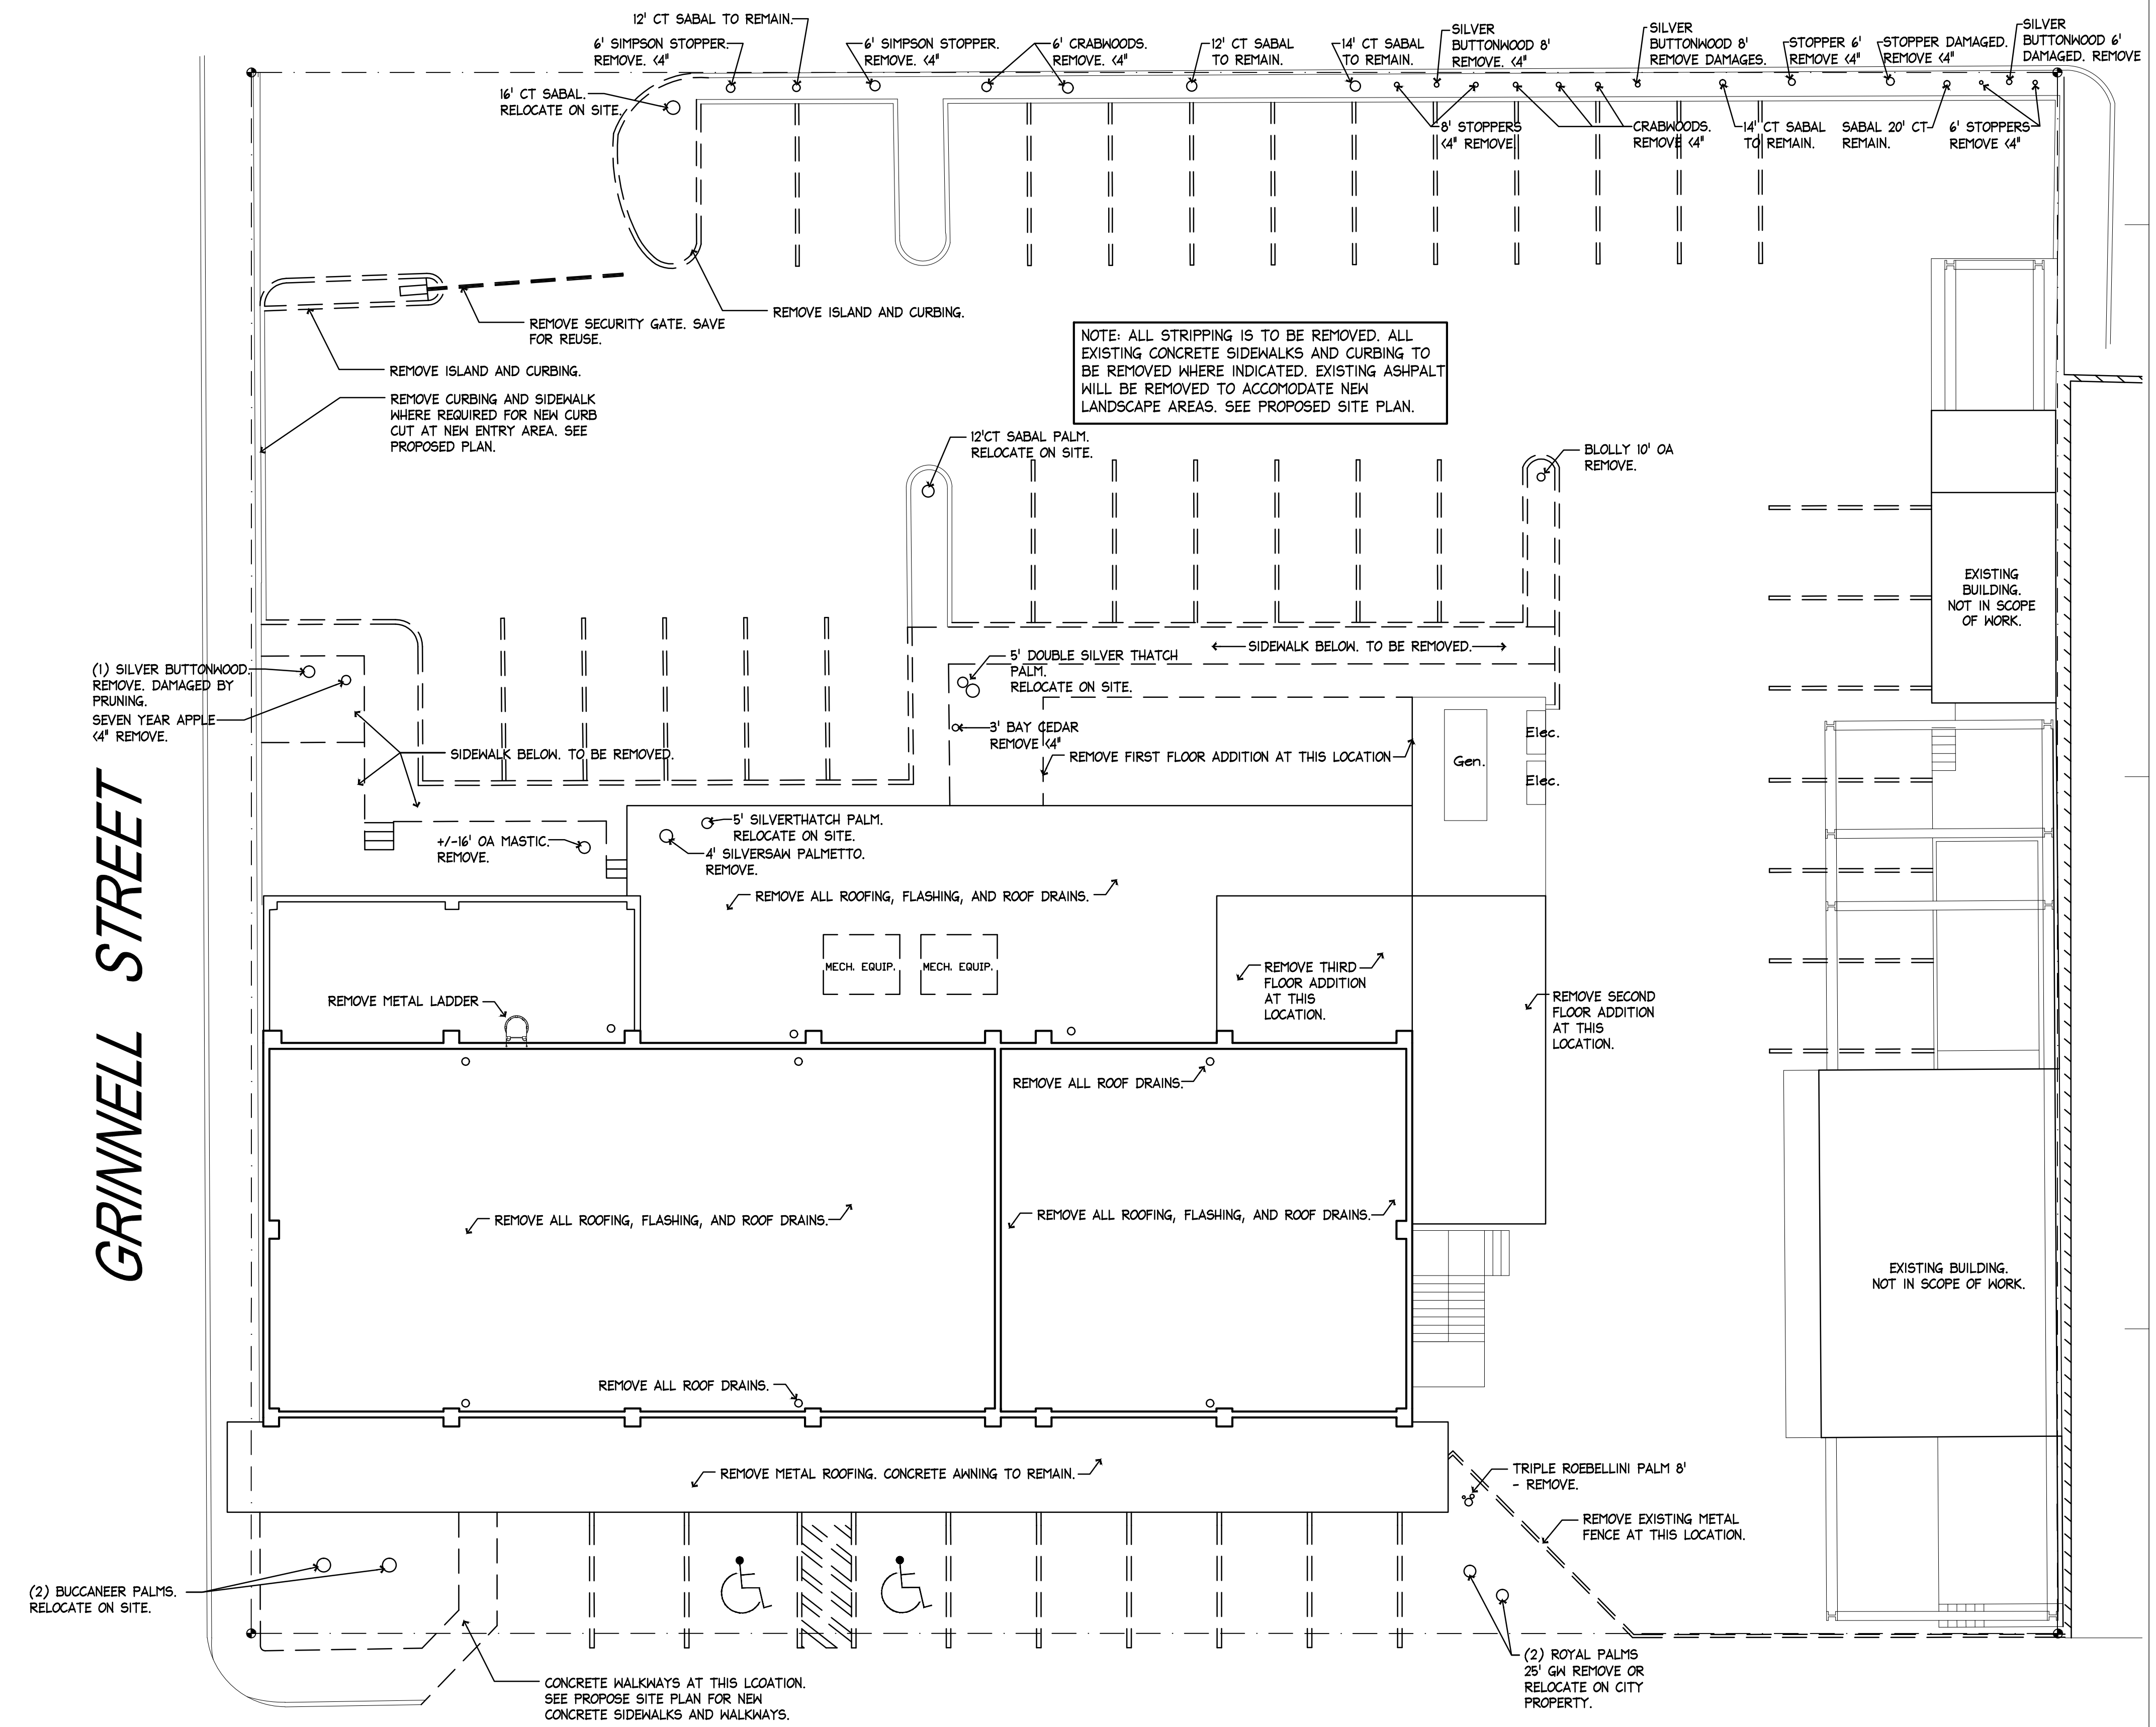 12' CT SABAL TO REMAIN.
6' SIMPSON STOPPER.
REMOVE. <4"
6' SIMPSON STOPPER.
REMOVE. <4"
6' CRABWOODS.
REMOVE. <4"
12' CT SABAL
TO REMAIN.
14' CT SABAL
TO REMAIN.
SILVER
BUTTONWOOD 8'
REMOVE. <4"
SILVER
BUTTONWOOD 8'
REMOVE DAMAGES.
STOPPER 6'
REMOVE <4"
STOPPER DAMAGED.
REMOVE <4"
SILVER
BUTTONWOOD 6'
DAMAGED. REMOVE
16' CT SABAL.
RELOCATE ON SITE.
8' STOPPERS
<4" REMOVE.
CRABWOODS.
REMOVE <4"
14' CT SABAL
TO REMAIN.
SABAL 20' CT
REMAIN.
6' STOPPERS
REMOVE <4"
REMOVE ISLAND AND CURBING.
REMOVE SECURITY GATE. SAVE
FOR REUSE.
REMOVE ISLAND AND CURBING.
REMOVE CURBING AND SIDEWALK
WHERE REQUIRED FOR NEW CURB
CUT AT NEW ENTRY AREA. SEE
PROPOSED PLAN.
NOTE: ALL STRIPPING IS TO BE REMOVED. ALL
EXISTING CONCRETE SIDEWALKS AND CURBING TO
BE REMOVED WHERE INDICATED. EXISTING ASHPALT
WILL BE REMOVED TO ACCOMODATE NEW
LANDSCAPE AREAS. SEE PROPOSED SITE PLAN.
12'CT SABAL PALM.
RELOCATE ON SITE.
BLOLLY 10' OA
REMOVE.
EXISTING
BUILDING.
NOT IN SCOPE
OF WORK.
SIDEWALK BELOW. TO BE REMOVED.
(1) SILVER BUTTONWOOD.
REMOVE. DAMAGED BY
PRUNING.
SEVEN YEAR APPLE
<4" REMOVE.
5' DOUBLE SILVER THATCH
PALM.
RELOCATE ON SITE.
3' BAY CEDAR
REMOVE <4"
SIDEWALK BELOW. TO BE REMOVED.
REMOVE FIRST FLOOR ADDITION AT THIS LOCATION
Gen.
Elec.
Elec.
+/-16' OA MASTIC.
REMOVE.
5' SILVERTHATCH PALM.
RELOCATE ON SITE.
4' SILVERSAW PALMETTO.
REMOVE.
REMOVE ALL ROOFING, FLASHING, AND ROOF DRAINS.
MECH. EQUIP.
MECH. EQUIP.
REMOVE THIRD
FLOOR ADDITION
AT THIS
LOCATION.
REMOVE SECOND
FLOOR ADDITION
AT THIS
LOCATION.
REMOVE METAL LADDER
GRINNELL STREET
REMOVE ALL ROOF DRAINS.
REMOVE ALL ROOFING, FLASHING, AND ROOF DRAINS.
REMOVE ALL ROOFING, FLASHING, AND ROOF DRAINS.
EXISTING BUILDING.
NOT IN SCOPE OF WORK.
REMOVE ALL ROOF DRAINS.
REMOVE METAL ROOFING. CONCRETE AWNING TO REMAIN.
TRIPLE ROEBELLINI PALM 8'
- REMOVE.
REMOVE EXISTING METAL
FENCE AT THIS LOCATION.
(2) BUCCANEER PALMS.
RELOCATE ON SITE.
(2) ROYAL PALMS
25' GW REMOVE OR
RELOCATE ON CITY
PROPERTY.
CONCRETE WALKWAYS AT THIS LCOATION.
SEE PROPOSE SITE PLAN FOR NEW
CONCRETE SIDEWALKS AND WALKWAYS.